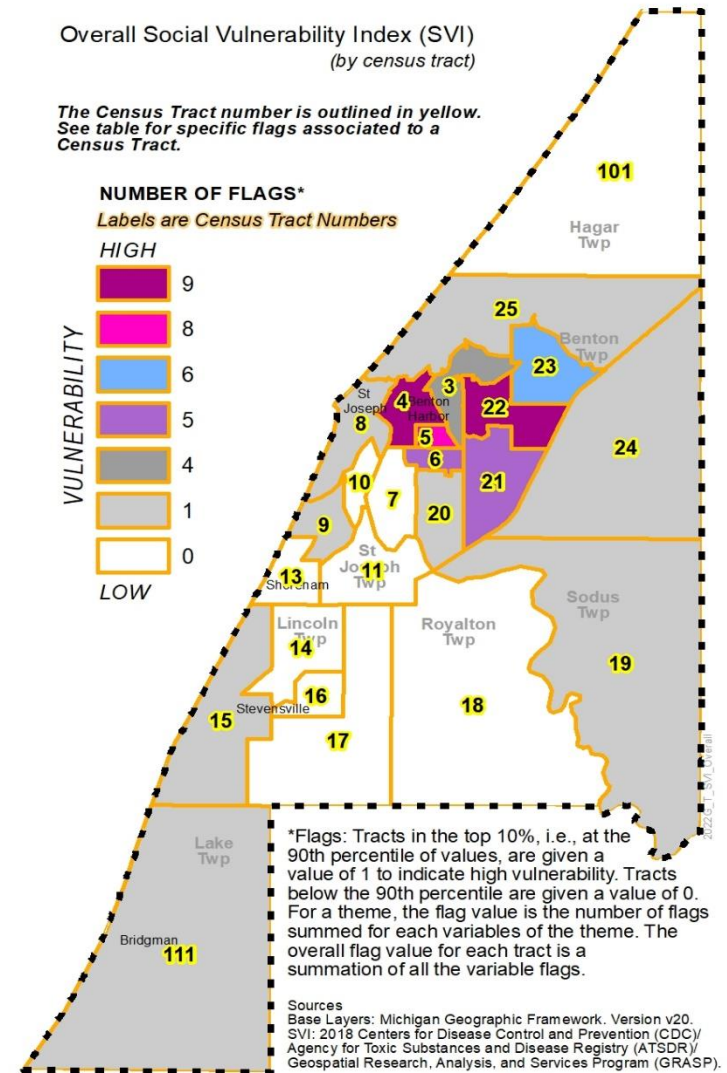 Overall Social Vulnerability Index (SVI)
(by census tract)
The Census Tract number is outlined in yellow.
See table for specific flags associated to a
Census Tract.
NUMBER OF FLAGS*
Labels are Census Tract Numbers
HIGH
VULNERABILITY
9
8
6
5
4
1
0
LOW
101
Hagar
Twp
25
Benton
Twp
23
3
St
Joseph
4
Benton
Harbor
22
8
5
6
24
10
7
21
20
9
St
Joseph
Twp
11
13
Shoreham
Lincoln
Twp
14
Royalton
Twp
Sodus
Twp
19
16
Stevensville
15
17
18
2022G_T_SVI_Overall
Lake
Twp
Bridgman
111
*Flags: Tracts in the top 10%, i.e., at the
90th percentile of values, are given a
value of 1 to indicate high vulnerability. Tracts
below the 90th percentile are given a value of 0.
For a theme, the flag value is the number of flags
summed for each variables of the theme. The
overall flag value for each tract is a
summation of all the variable flags.
Sources
Base Layers: Michigan Geographic Framework. Version v20.
SVI: 2018 Centers for Disease Control and Prevention (CDC)/
Agency for Toxic Substances and Disease Registry (ATSDR)/
Geospatial Research, Analysis, and Services Program (GRASP).